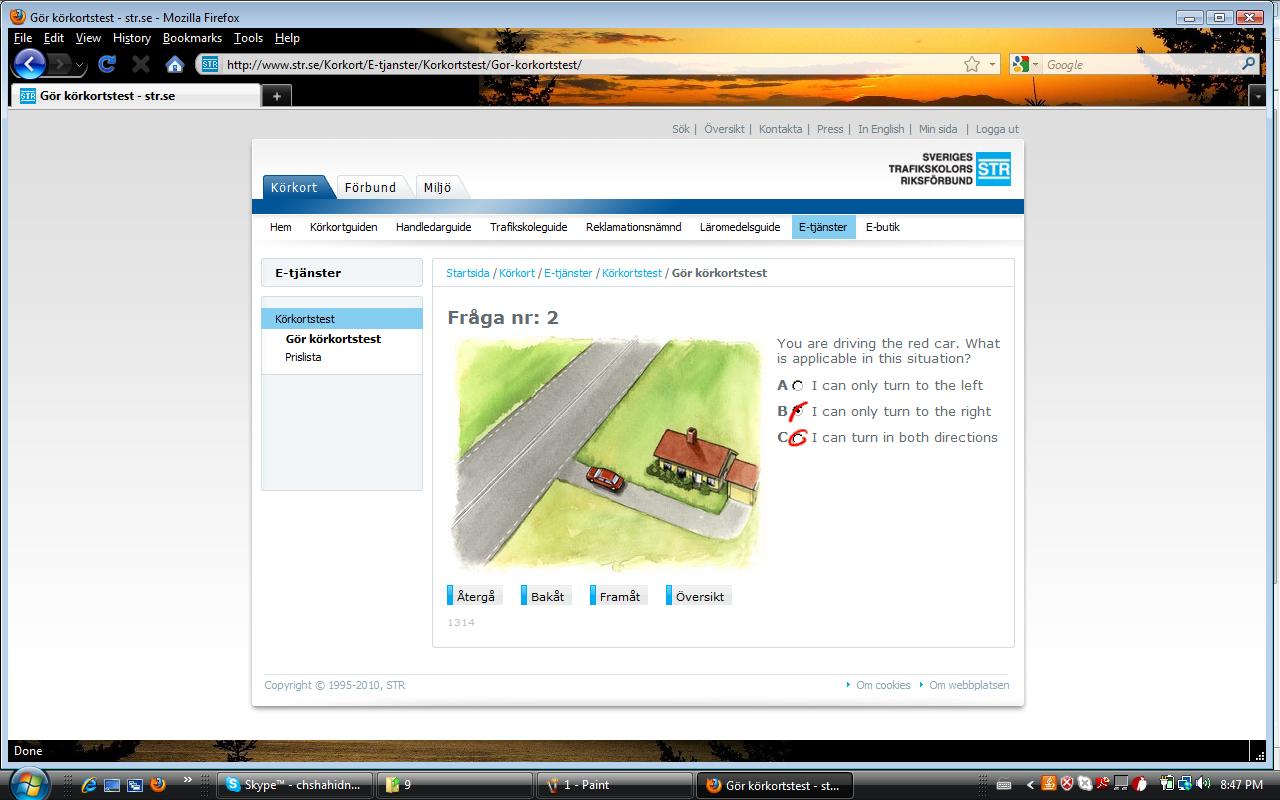 Gör körkortstest - str.se - Mozilla Firefox
File Edit View History Bookmarks Tools Help
STR http://www.str.se/Korkort/E-tjanster/Korkortstest/Gor-korkortstest/ Google
STR Gör körkortstest - str.se
Sök | Översikt | Kontakta | Press | In English | Min sida | Logga ut
SVERIGES
TRAFIKSKOLORS
RIKSFÖRBUND
STR
Körkort Förbund Miljö
Hem Körkortguiden Handledarguide Trafikskoleguide Reklamationsnämnd Läromedelsguide E-tjänster E-butik
E-tjänster
Körkortstest
Gör körkortstest
Prislista
Startsida / Körkort / E-tjänster / Körkortstest / Gör körkortstest
Fråga nr: 2
You are driving the red car. What
is applicable in this situation?
A I can only turn to the left
B I can only turn to the right
C I can turn in both directions
Återgå Bakåt Framåt Översikt
1314
Copyright © 1995-2010, STR
Om cookies Om webbplatsen
Done
Skype™ - chshahidn... 9 1 - Paint Gör körkortstest - st... 8:47 PM